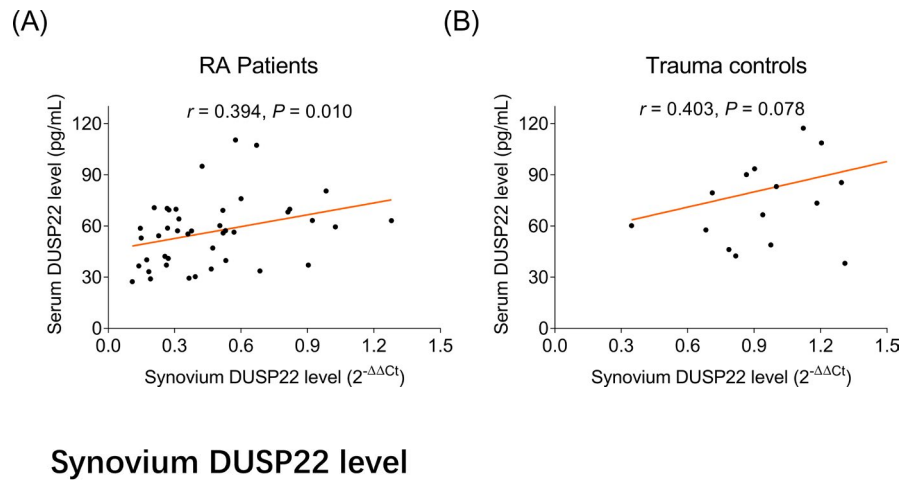 (A)
(B)
RA Patients
Trauma controls
r = 0.394, P = 0.010
r = 0.403, P = 0.078
Serum DUSP22 level (pg/mL)
120
90
60
30
0
0.0 0.3 0.6 0.9 1.2 1.5
Synovium DUSP22 level (2-ΔΔCt)
Serum DUSP22 level (pg/mL)
120
90
60
30
0
0.0 0.3 0.6 0.9 1.2 1.5
Synovium DUSP22 level (2-ΔΔCt)
Synovium DUSP22 level